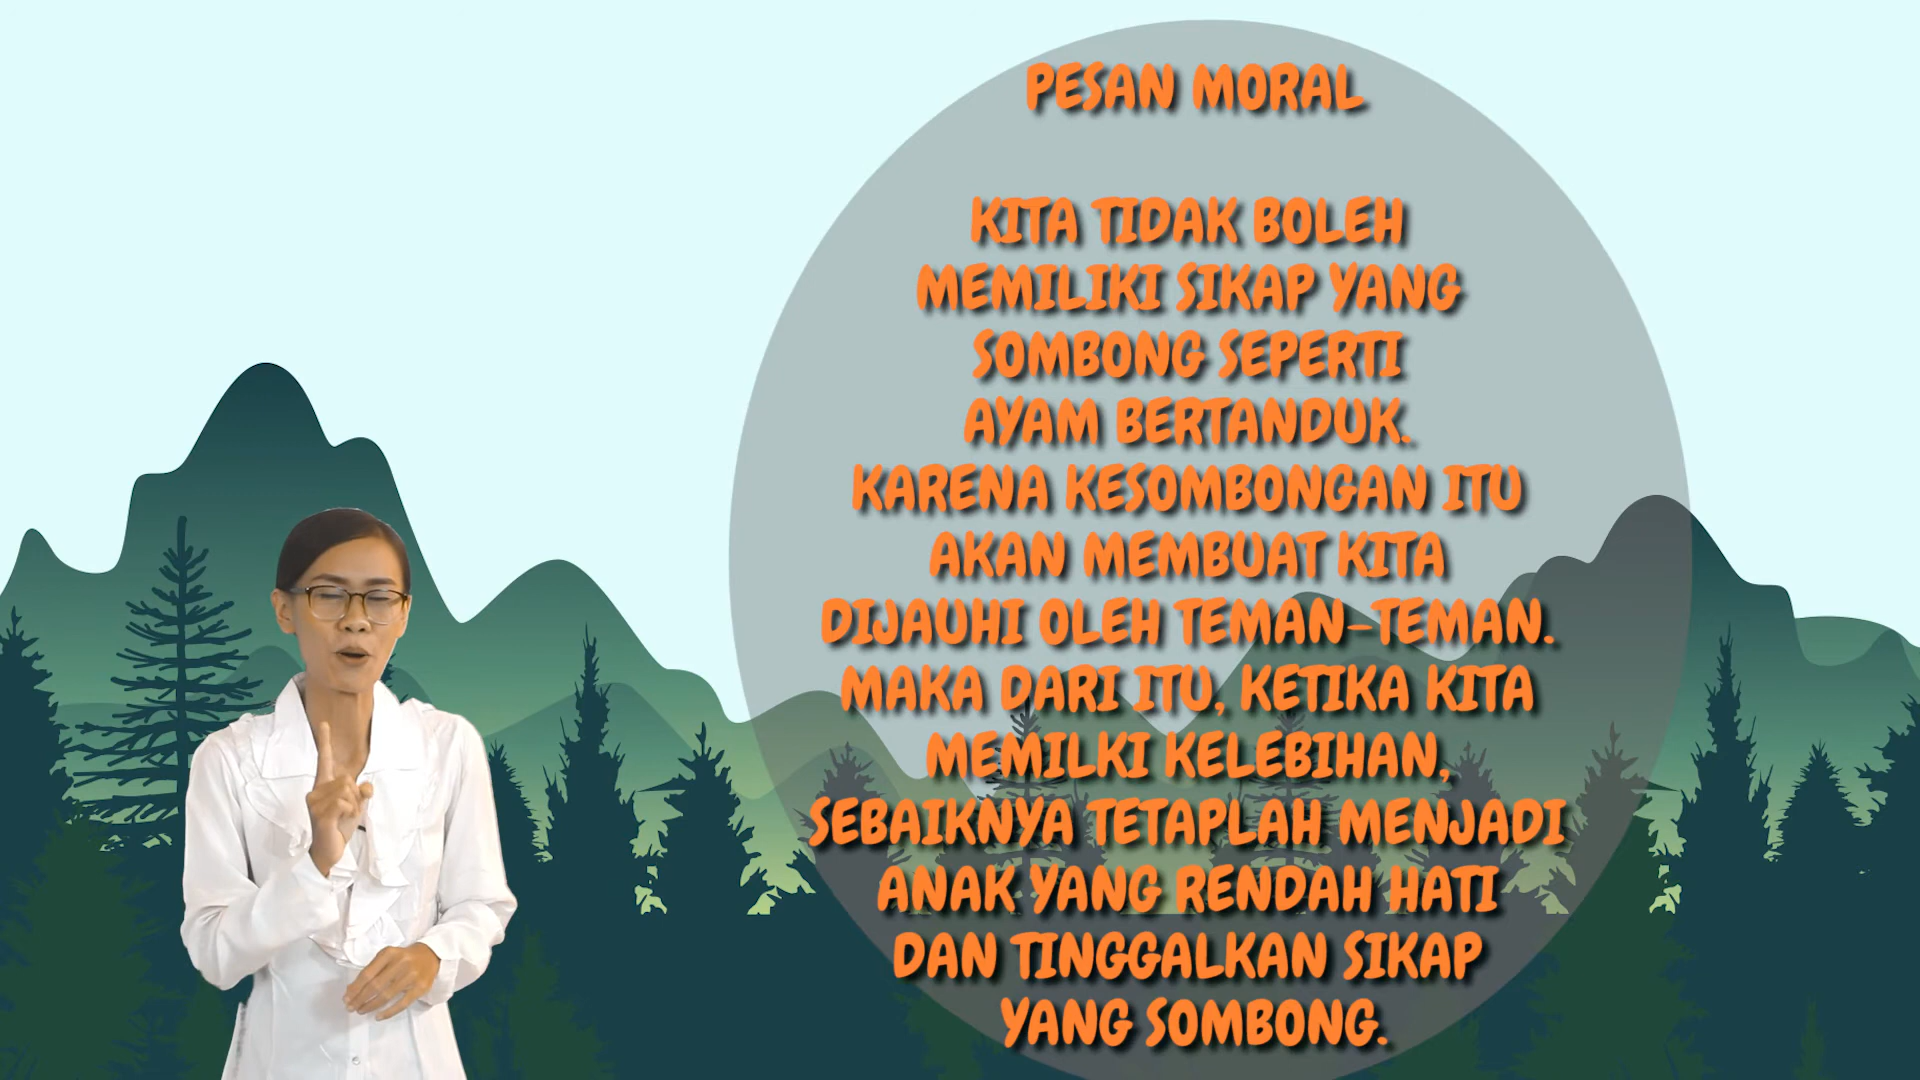 PESAN MORAL
KITA TIDAK BOLEH
MEMILIKI SIKAP YANG
SOMBONG SEPERTI
AYAM BERTANDUK.
KARENA KESOMBONGAN ITU
AKAN MEMBUAT KITA
DIJAUHI OLEH TEMAN-TEMAN.
MAKA DARI ITU, KETIKA KITA
MEMILKI KELEBIHAN,
SEBAIKNYA TETAPLAH MENJADI
ANAK YANG RENDAH HATI
DAN TINGGALKAN SIKAP
YANG SOMBONG.